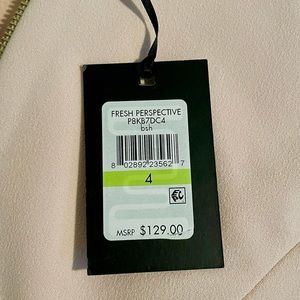 FRESH PERSPECTIVE
P8KB7DC4
bsh
8 02892 23562 7
4
MSRP $129.00